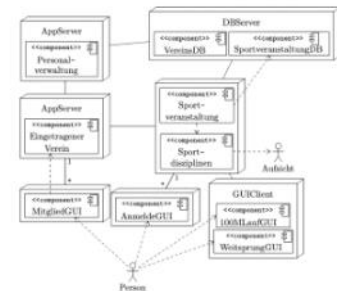 AppServer
<<component>>
Personal-
verwaltung
DBServer
<<component>>
VereinsDB
<<component>>
SportveranstaltungDB
AppServer
<<component>>
Eingetragener
Verein
<<component>>
Sport-
veranstaltung
<<component>>
Sport-
disziplinen
1
*
1
*
Aufsicht
<<component>>
MitgliedGUI
<<component>>
AnmeldeGUI
GUIClient
<<component>>
100MLaufGUI
<<component>>
WeitsprungGUI
Person